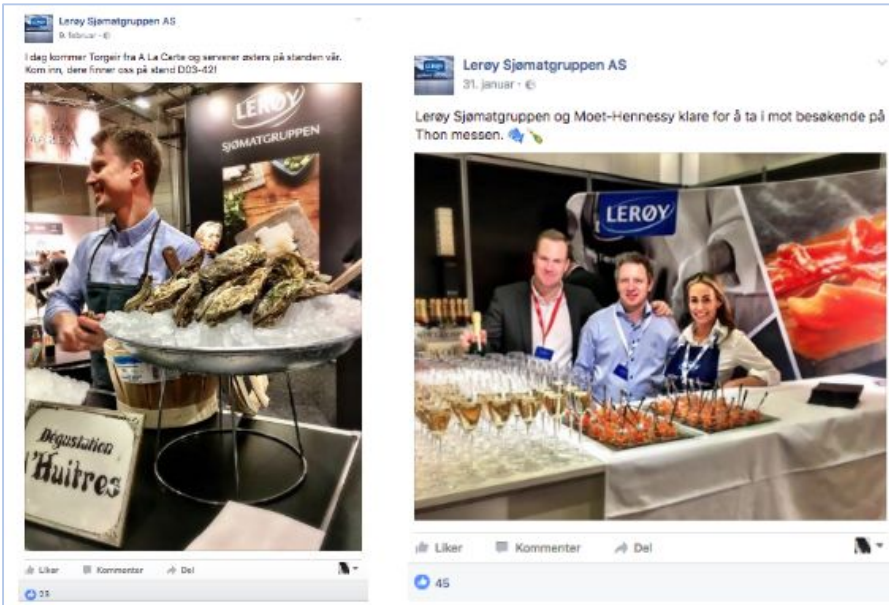 Lerøy Sjømatgruppen AS
9. februar
I dag kommer Torgeir fra A La Carte og serverer østers på standen vår.
Kom inn, dere finner oss på stand D03-42!
LERØY
SJØMATGRUPPEN
Dégustation
d'Huitres
Liker Kommenter Del
25
Lerøy Sjømatgruppen AS
31. januar
Lerøy Sjømatgruppen og Moet-Hennessy klare for å ta i mot besøkende på
Thon messen.
LERØY
Liker Kommenter Del
45